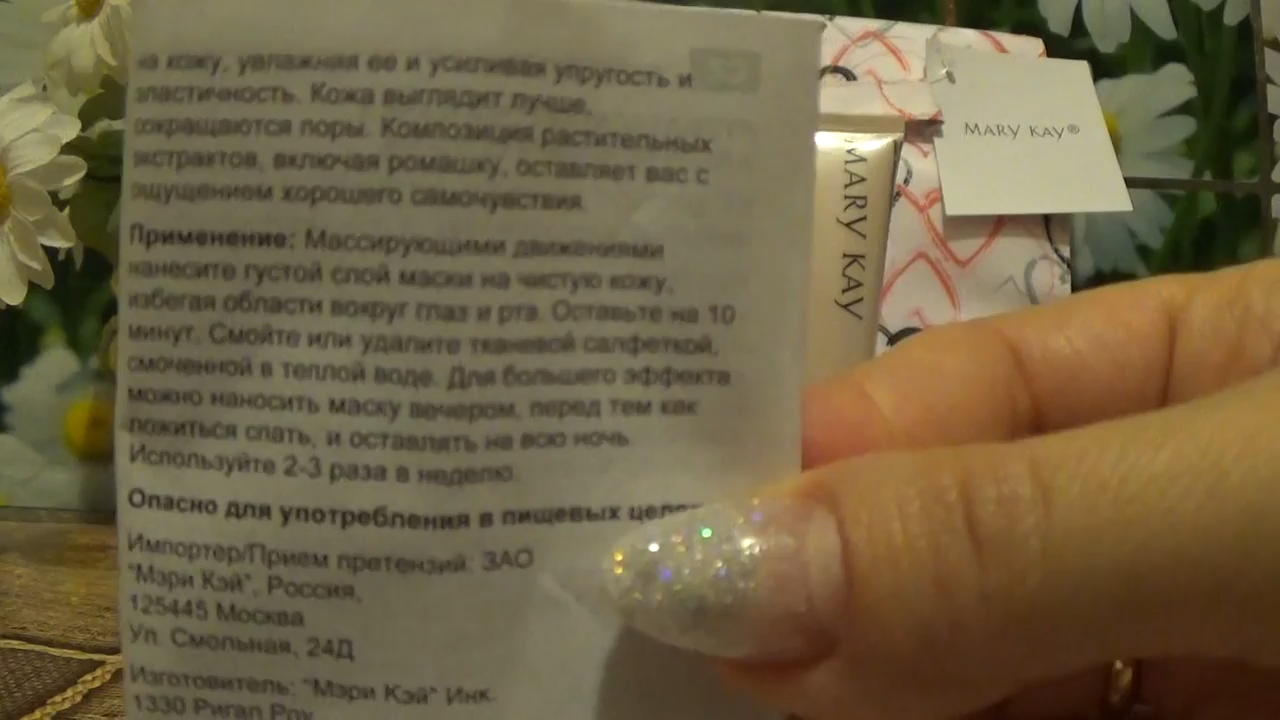 на кожу, увлажняя ее и усиливая упругость и
эластичность. Кожа выглядит лучше,
сокращаются поры. Композиция растительных
экстрактов, включая ромашку, оставляет вас с
ощущением хорошего самочувствия.
Применение: Массирующими движениями
нанесите густой слой маски на чистую кожу,
избегая области вокруг глаз и рта. Оставьте на 10
минут. Смойте или удалите тканевой салфеткой,
смоченной в теплой воде. Для большего эффекта
можно наносить маску вечером, перед тем как
ложиться спать, и оставлять на всю ночь.
Используйте 2-3 раза в неделю.
Опасно для употребления в пищевых
Импортер/Прием претензий: ЗАО
"Мэри Кэй", Россия,
125445 Москва
Ул. Смольная, 24Д
Изготовитель: "Мэри Кэй" Инк.
1330 Риган Роу
MARY KAY
MARY KAY®